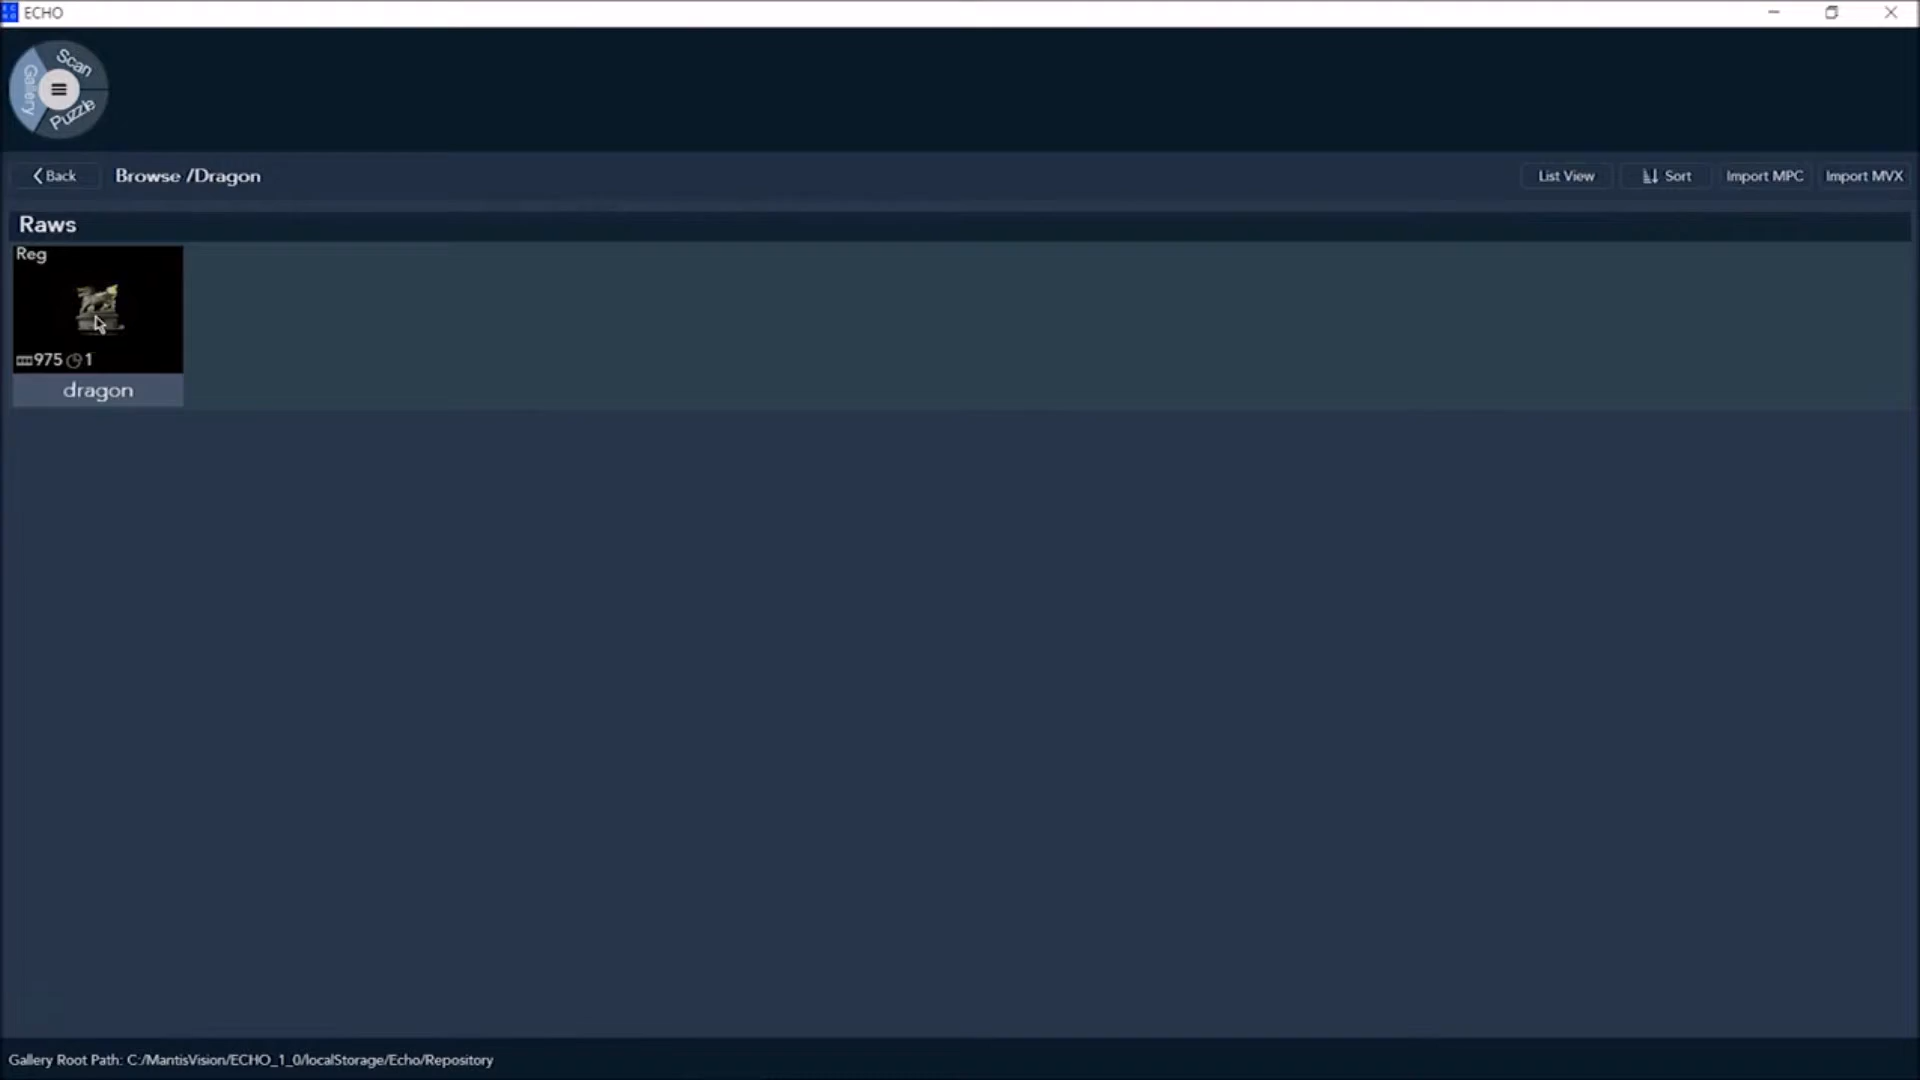 ECHO
Scan
Gallery
Puzzle
Back
Browse /Dragon
List View
Sort
Import MPC
Import MVX
Raws
Reg
975 1
dragon
Gallery Root Path: C:/MantisVision/ECHO_1_0/localStorage/Echo/Repository